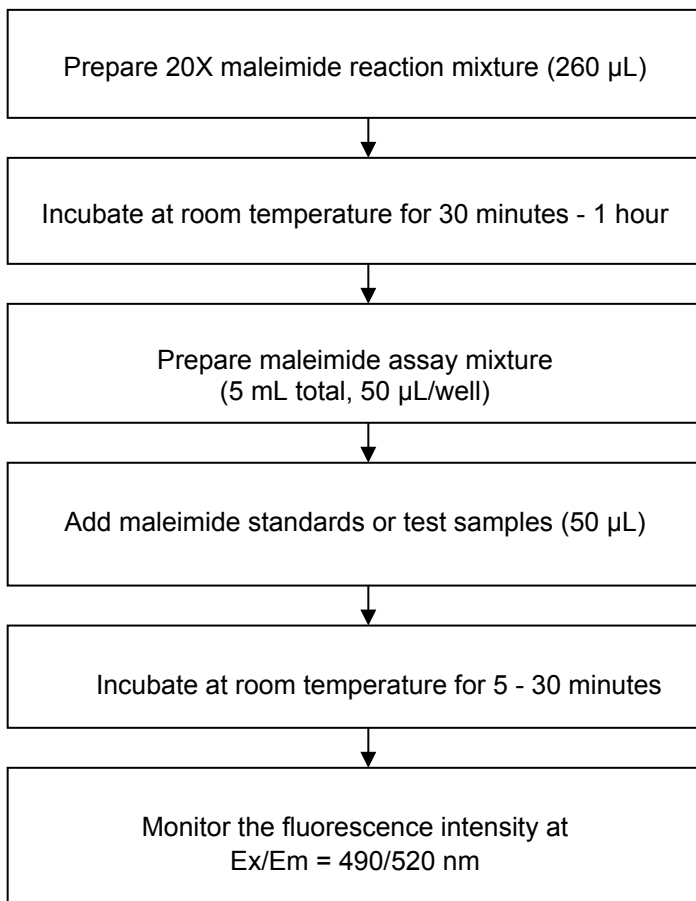 Prepare 20X maleimide reaction mixture (260 µL)
Incubate at room temperature for 30 minutes - 1 hour
Prepare maleimide assay mixture
(5 mL total, 50 µL/well)
Add maleimide standards or test samples (50 µL)
Incubate at room temperature for 5 - 30 minutes
Monitor the fluorescence intensity at
Ex/Em = 490/520 nm